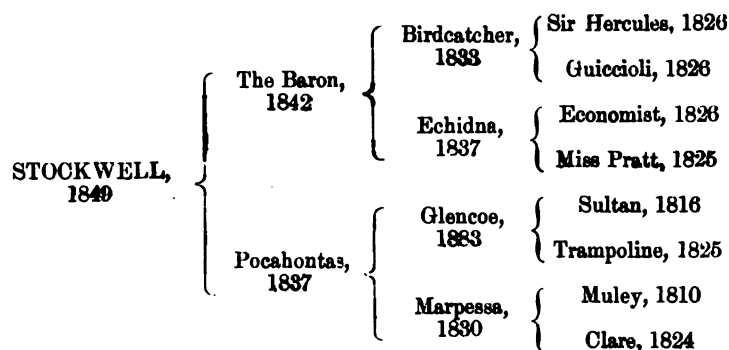 Sir Hercules, 1826
Birdcatcher,
1833
Guiccioli, 1826
The Baron,
1842
Economist, 1826
Echidna,
1837
Miss Pratt, 1825
STOCKWELL,
1849
Sultan, 1816
Glencoe,
1883
Trampoline, 1825
Pocahontas,
1837
Muley, 1810
Marpessa,
1830
Clare, 1824